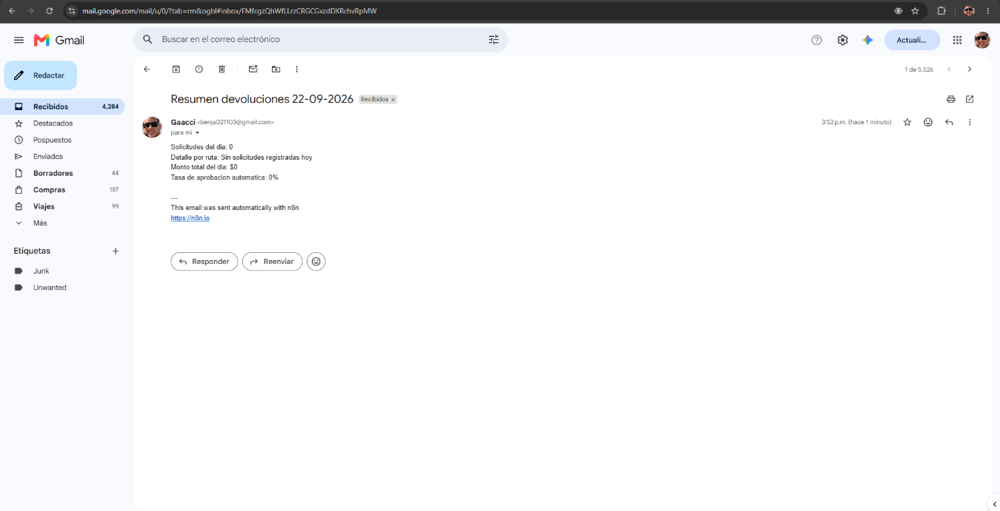 mail.google.com/mail/u/0/?tab=rm&ogbl#inbox/FMfcgzQhWfLLrzCRGCGxzdDXRchvRpMW
Gmail
Buscar en el correo electrónico
Actuali...
Redactar
1 de 5,526
Recibidos 4,284
Destacados
Pospuestos
Enviados
Borradores 44
Compras 187
Viajes 99
Más
Etiquetas
Junk
Unwanted
Resumen devoluciones 22-09-2026 Recibidos ×
Gaacci <benja021103@gmail.com> 3:52 p.m. (hace 1 minuto)
para mí
Solicitudes del dia: 0
Detalle por ruta: Sin solicitudes registradas hoy
Monto total del dia: $0
Tasa de aprobacion automatica: 0%
---
This email was sent automatically with n8n
https://n8n.io
Responder Reenviar